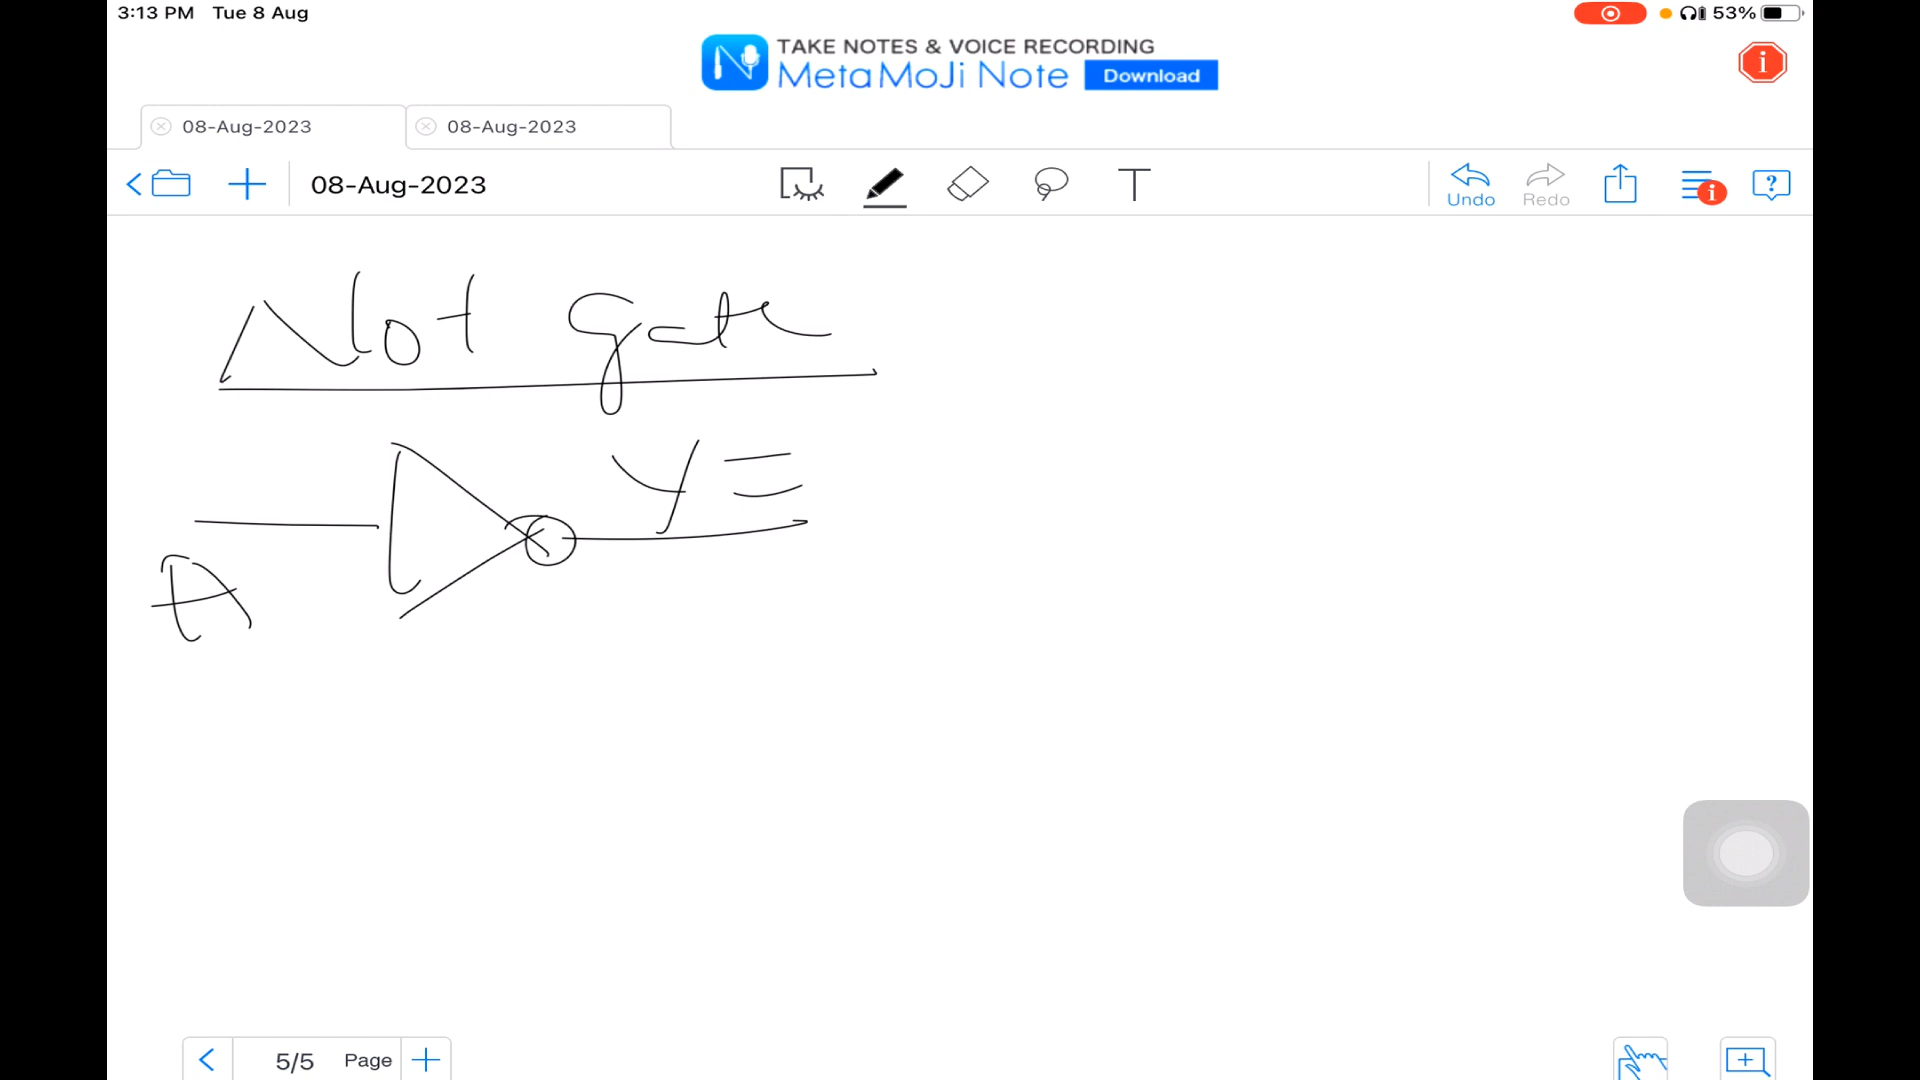 3:13 PM Tue 8 Aug 53%
TAKE NOTES & VOICE RECORDING
MetaMoJi Note Download
08-Aug-2023 08-Aug-2023
08-Aug-2023 T Undo Redo
Not gate
Y =
A
5/5 Page